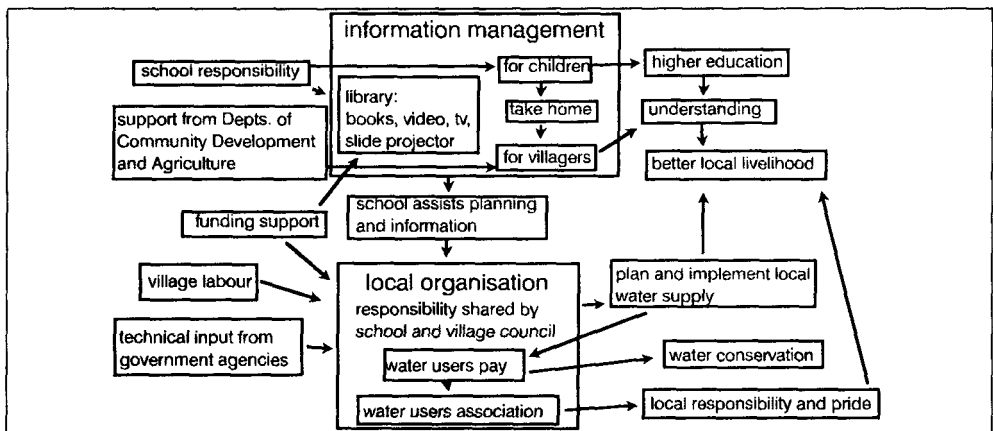 information management
school responsibility
for children
higher education
library:
books, video, tv,
slide projector
take home
understanding
support from Depts. of
Community Development
and Agriculture
for villagers
better local livelihood
funding support
school assists planning
and information
village labour
local organisation
responsibility shared by
school and village council
plan and implement local
water supply
technical input from
government agencies
water users pay
water conservation
water users association
local responsibility and pride